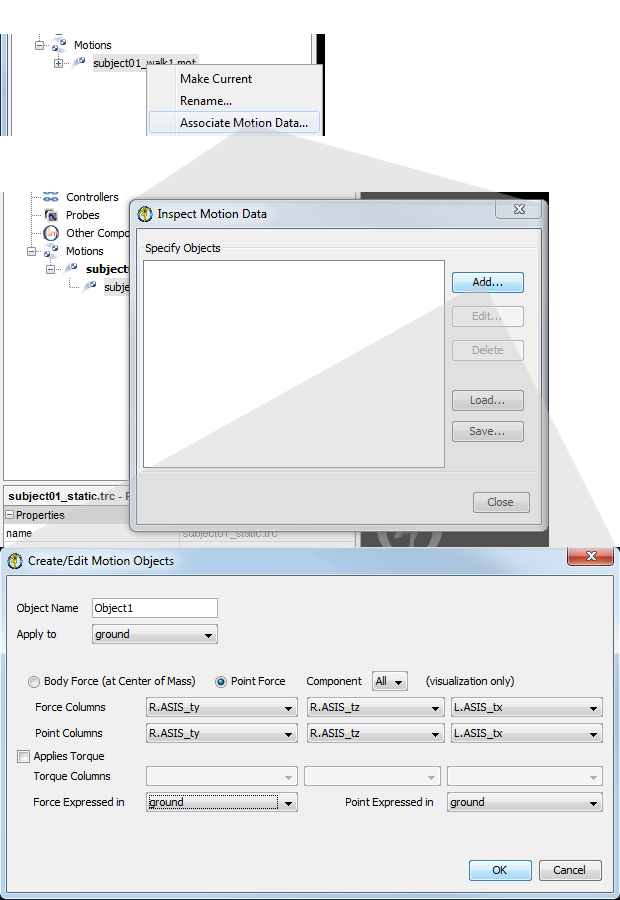 Motions
subject01_walk1.mot
Make Current
Rename...
Associate Motion Data...
Controllers
Probes
Other Compo
Motions
subject
subje
Inspect Motion Data
Specify Objects
Add...
Edit...
Delete
Load...
Save...
Close
subject01_static.trc - P
Properties
name
subject01_static.trc
Create/Edit Motion Objects
Object Name Object1
Apply to ground
Body Force (at Center of Mass) Point Force Component All (visualization only)
Force Columns R.ASIS_ty R.ASIS_tz L.ASIS_tx
Point Columns R.ASIS_ty R.ASIS_tz L.ASIS_tx
Applies Torque
Torque Columns
Force Expressed in ground Point Expressed in ground
OK Cancel